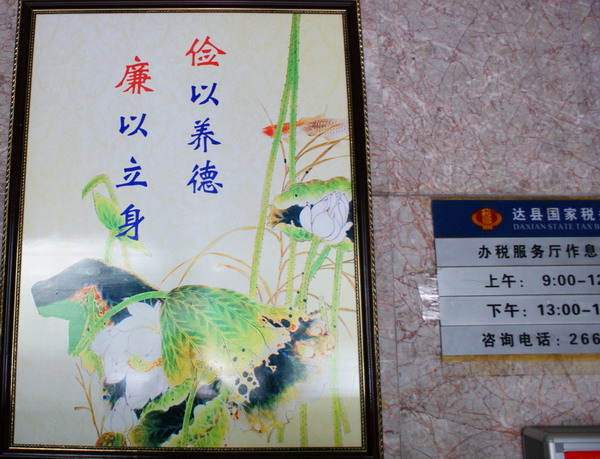 俭以养德
廉以立身
达县国家税
DAXIAN STATE TAX B
办税服务厅作息
上午： 9:00-12
下午： 13:00-1
咨询电话：266